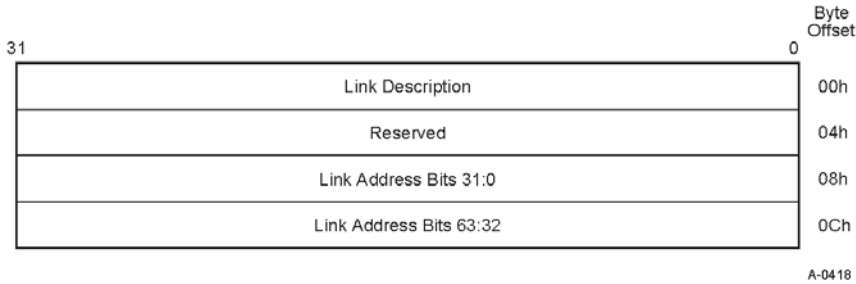 Byte
Offset
31 0
Link Description 00h
Reserved 04h
Link Address Bits 31:0 08h
Link Address Bits 63:32 0Ch
A-0418